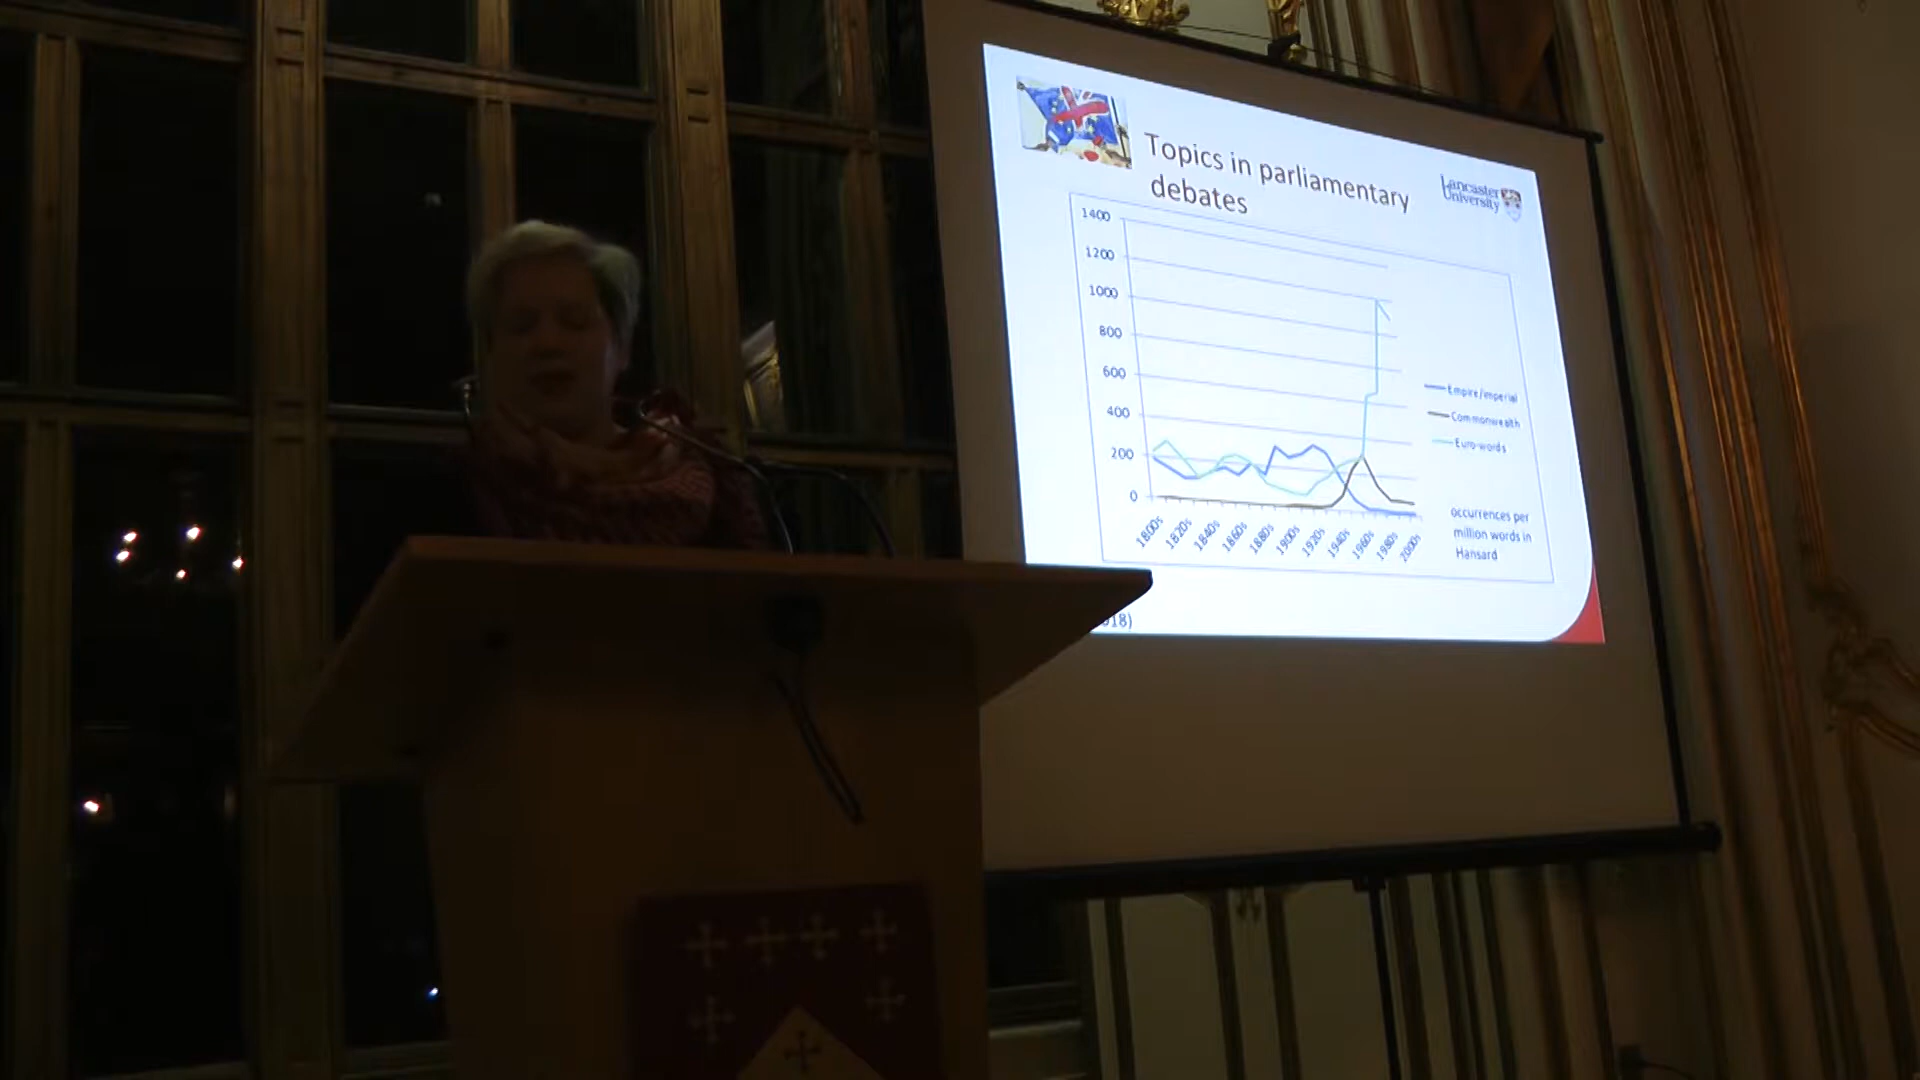 Topics in parliamentary
debates
Lancaster
University
1400
1200
1000
800
600
400
200
0
1800s
1820s
1840s
1860s
1880s
1900s
1920s
1940s
1960s
1980s
2000s
Empire/imperial
Commonwealth
Euro-words
occurrences per
million words in
Hansard
018)